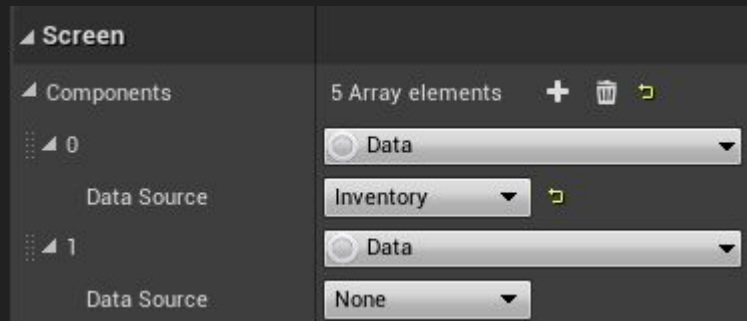 Screen
Components 5 Array elements
0 Data
Data Source Inventory
1 Data
Data Source None